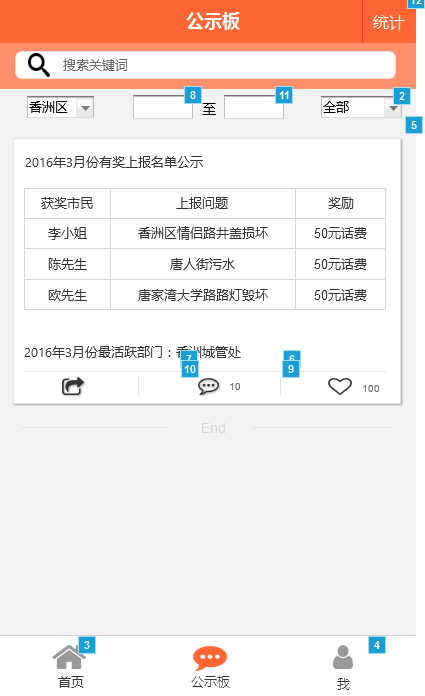 12
公示板 统计
搜索关键词
香洲区 8 至 11 全部 2
5
2016年3月份有奖上报名单公示
获奖市民 上报问题 奖励
李小姐 香洲区情侣路井盖损坏 50元话费
陈先生 唐人街污水 50元话费
欧先生 唐家湾大学路路灯毁坏 50元话费
2016年3月份最活跃部门：香洲城管处
7 6
10 9
10 100
End
3 4
首页 公示板 我